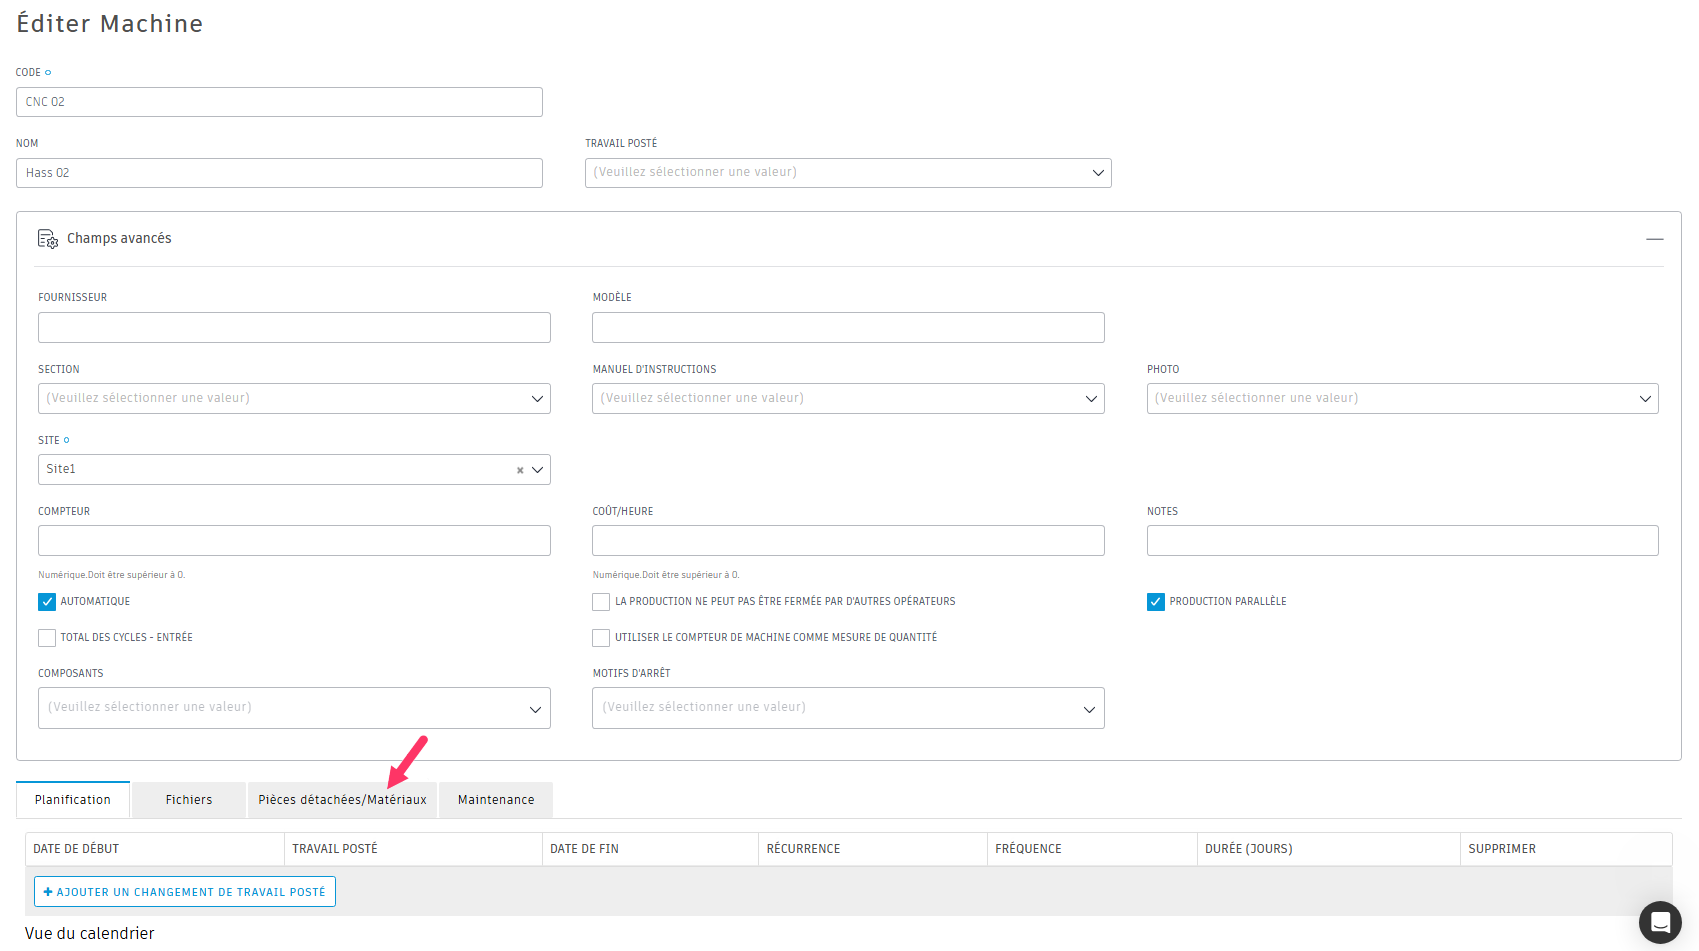 Éditer Machine
CODE
CNC 02
NOM
TRAVAIL POSTÉ
Hass 02
(Veuillez sélectionner une valeur)
Champs avancés
FOURNISSEUR
MODÈLE
SECTION
MANUEL D'INSTRUCTIONS
PHOTO
(Veuillez sélectionner une valeur)
(Veuillez sélectionner une valeur)
(Veuillez sélectionner une valeur)
SITE
Site1
COMPTEUR
COÛT/HEURE
NOTES
Numérique.Doit être supérieur à 0.
Numérique.Doit être supérieur à 0.
AUTOMATIQUE
LA PRODUCTION NE PEUT PAS ÊTRE FERMÉE PAR D'AUTRES OPÉRATEURS
PRODUCTION PARALLÈLE
TOTAL DES CYCLES - ENTRÉE
UTILISER LE COMPTEUR DE MACHINE COMME MESURE DE QUANTITÉ
COMPOSANTS
MOTIFS D'ARRÊT
(Veuillez sélectionner une valeur)
(Veuillez sélectionner une valeur)
Planification
Fichiers
Pièces détachées/Matériaux
Maintenance
DATE DE DÉBUT
TRAVAIL POSTÉ
DATE DE FIN
RÉCURRENCE
FRÉQUENCE
DURÉE (JOURS)
SUPPRIMER
+ AJOUTER UN CHANGEMENT DE TRAVAIL POSTÉ
Vue du calendrier